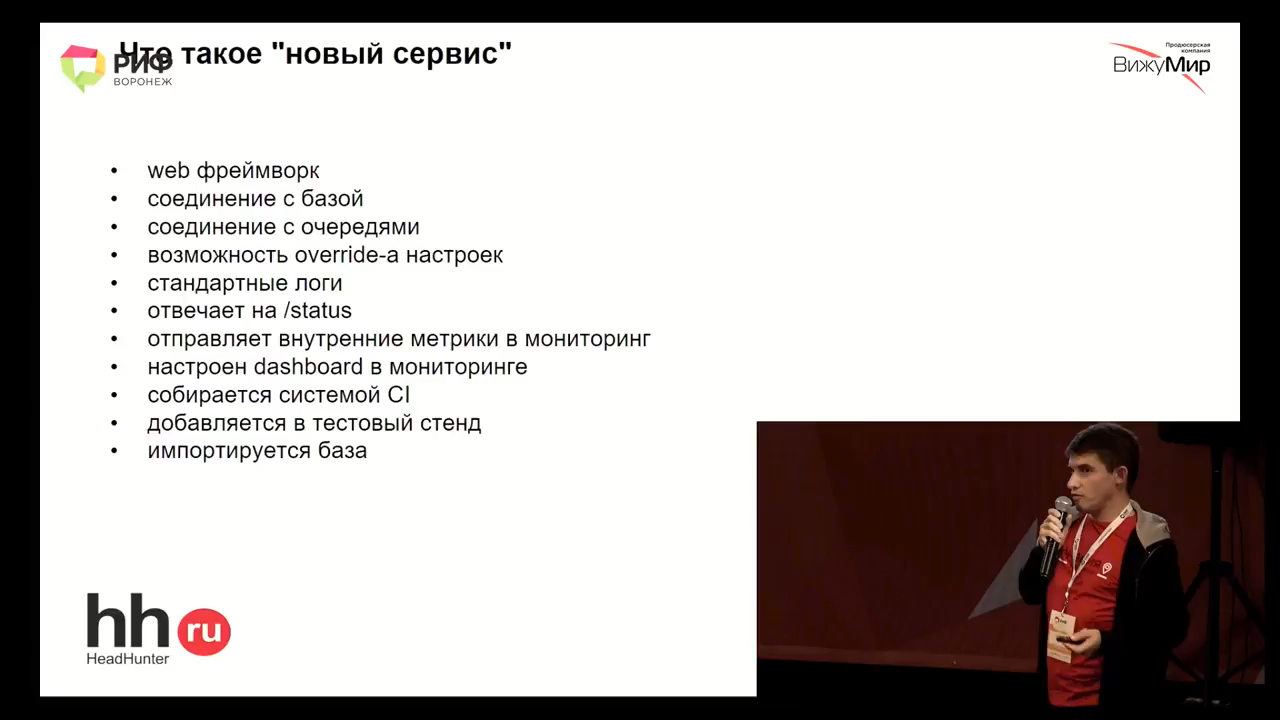 Что такое "новый сервис"
РИФ
ВОРОНЕЖ
Продюсерская
компания
ВижуМир
• web фреймворк
• соединение с базой
• соединение с очередями
• возможность override-а настроек
• стандартные логи
• отвечает на /status
• отправляет внутренние метрики в мониторинг
• настроен dashboard в мониторинге
• собирается системой CI
• добавляется в тестовый стенд
• импортируется база
hh ru
HeadHunter